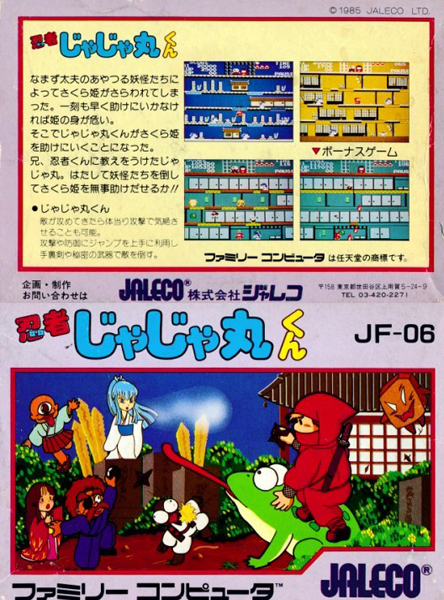 © 1985 JALECO LTD.
忍者じゃじゃ丸くん
なまず太夫のあやつる妖怪たちに
よってさくら姫がさらわれてしま
った。一刻も早く助けにいかなけ
れば姫の身が危い。
そこでじゃじゃ丸くんがさくら姫
を助けにいくことになった。
兄、忍者くんに教えをうけたじゃ
じゃ丸。はたして妖怪たちを倒し
てさくら姫を無事助けだせるか!!
●じゃじゃ丸くん
敵が攻めてきたら体当り攻撃で気絶さ
せることも可能。
攻撃や防御にジャンプを上手に利用し
手裏剣や秘密の武器で敵を倒す。
▼ボーナスゲーム
ファミリー コンピュータは任天堂の商標です。
企画・制作
お問い合わせは
JALECO® 株式会社ジャレコ
〒158 東京都世田谷区上用賀5-24-9
TEL 03-420-2271
忍者じゃじゃ丸くん
JF-06
ファミリー コンピュータ™
JALECO®